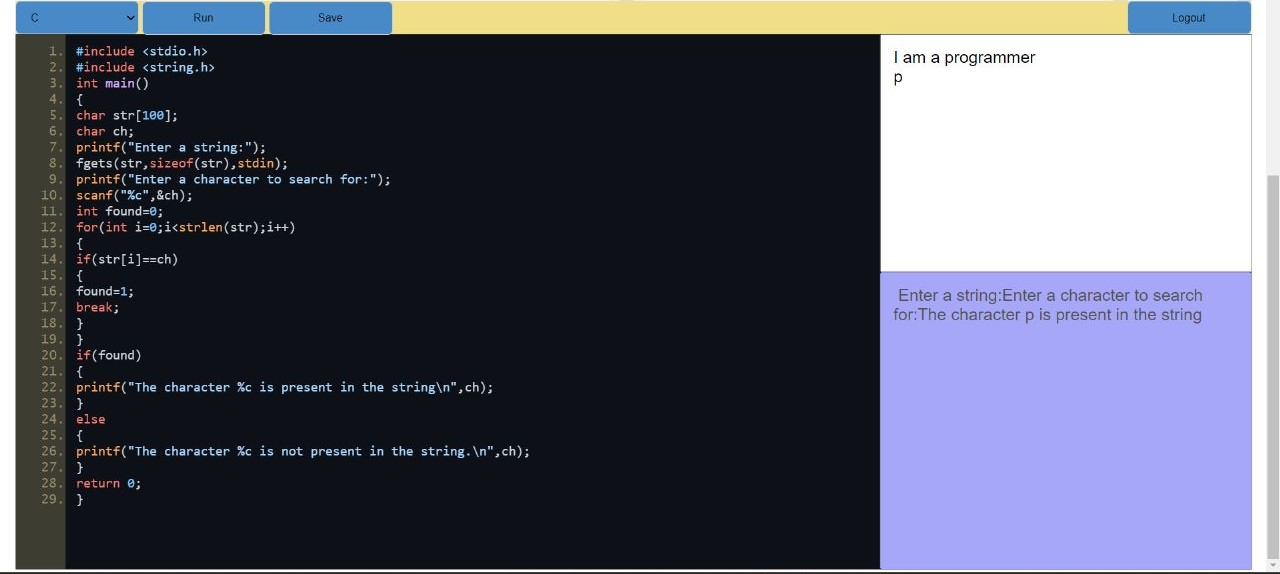 C Run Save Logout
1. #include <stdio.h>
2. #include <string.h>
3. int main()
4. {
5. char str[100];
6. char ch;
7. printf("Enter a string:");
8. fgets(str,sizeof(str),stdin);
9. printf("Enter a character to search for:");
10. scanf("%c",&ch);
11. int found=0;
12. for(int i=0;i<strlen(str);i++)
13. {
14. if(str[i]==ch)
15. {
16. found=1;
17. break;
18. }
19. }
20. if(found)
21. {
22. printf("The character %c is present in the string\n",ch);
23. }
24. else
25. {
26. printf("The character %c is not present in the string.\n",ch);
27. }
28. return 0;
29. }
I am a programmer
p
Enter a string:Enter a character to search
for:The character p is present in the string